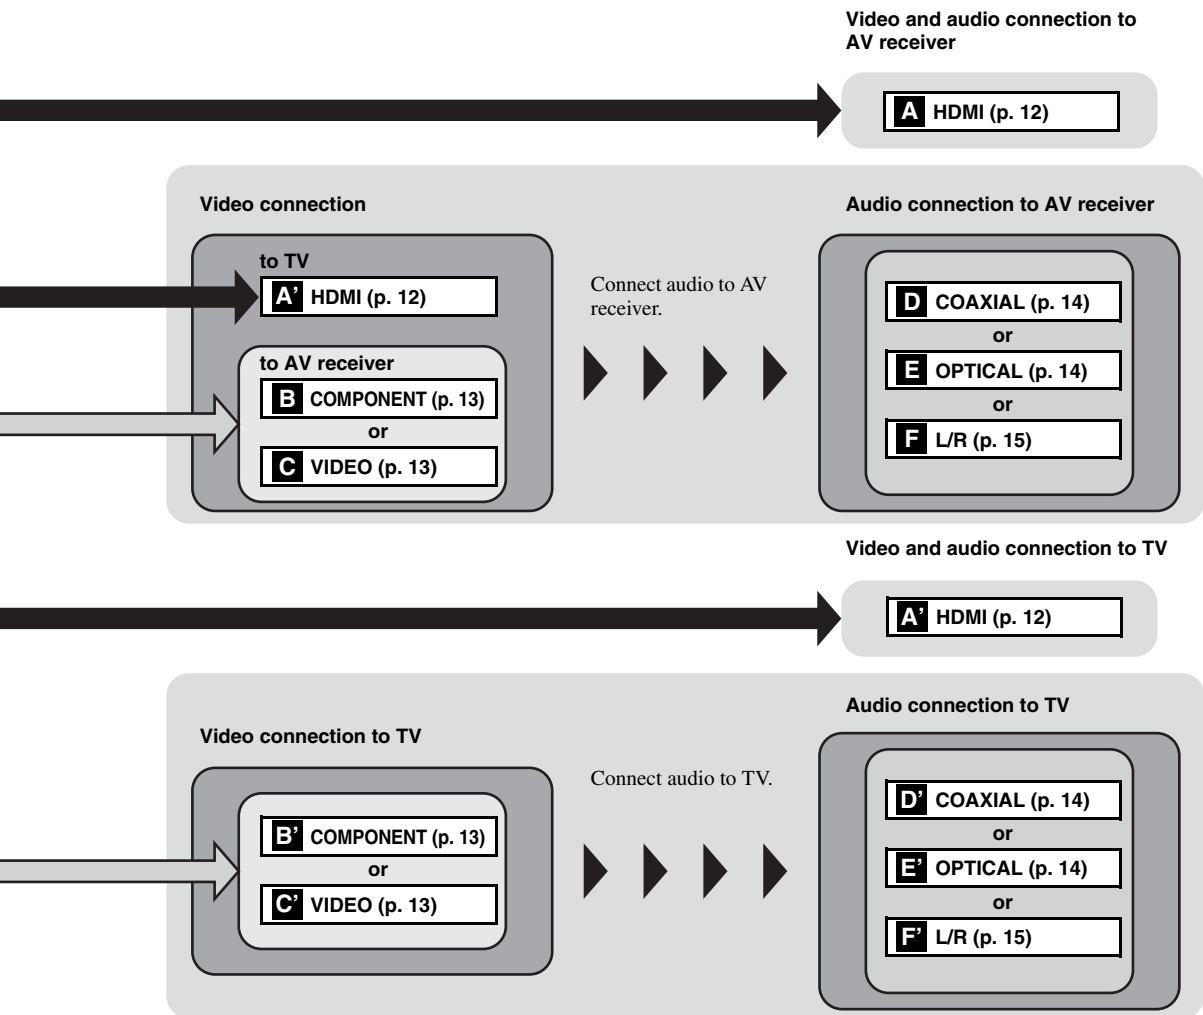 Video and audio connection to
AV receiver
A HDMI (p. 12)
Video connection
to TV
A’ HDMI (p. 12)
to AV receiver
B COMPONENT (p. 13)
or
C VIDEO (p. 13)
Connect audio to AV
receiver.
Audio connection to AV receiver
D COAXIAL (p. 14)
or
E OPTICAL (p. 14)
or
F L/R (p. 15)
Video and audio connection to TV
A’ HDMI (p. 12)
Video connection to TV
B’ COMPONENT (p. 13)
or
C’ VIDEO (p. 13)
Connect audio to TV.
Audio connection to TV
D’ COAXIAL (p. 14)
or
E’ OPTICAL (p. 14)
or
F’ L/R (p. 15)